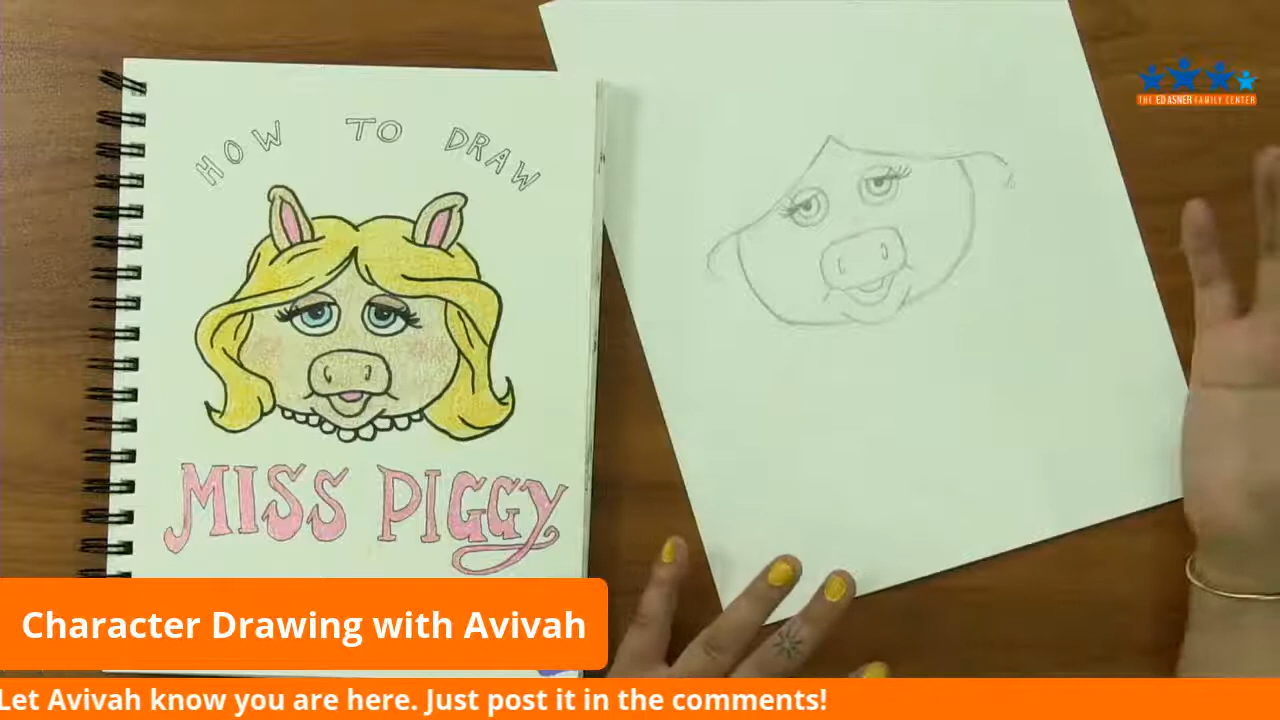 HOW TO DRAW
MISS PIGGY
THE ED ASNER FAMILY CENTER
Character Drawing with Avivah
Let Avivah know you are here. Just post it in the comments!